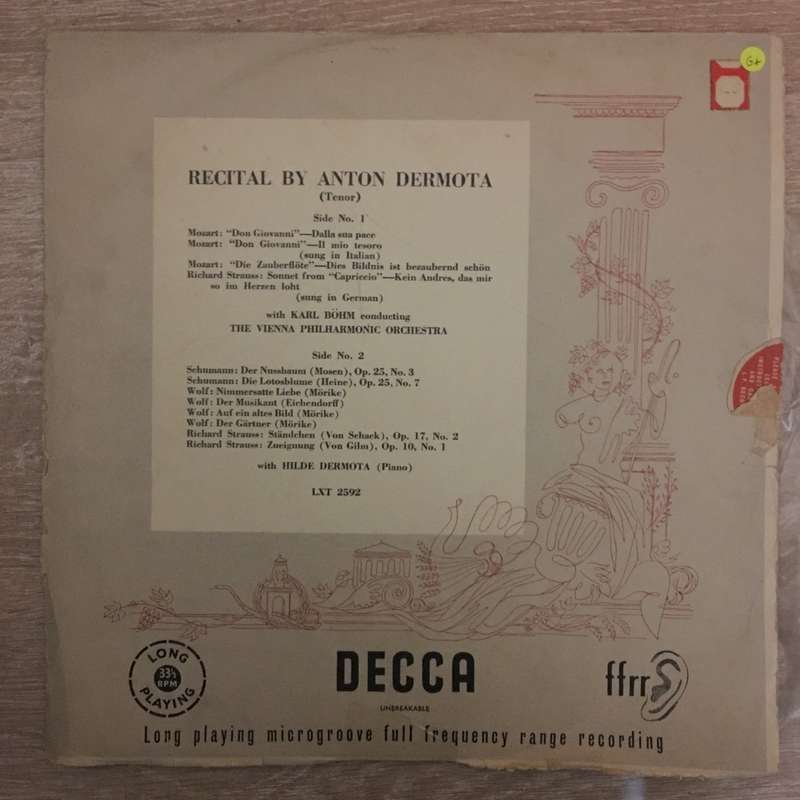 G+
RECITAL BY ANTON DERMOTA
(Tenor)
Side No. 1
Mozart: “Don Giovanni”—Dalla sua pace
Mozart: “Don Giovanni”—Il mio tesoro
(sung in Italian)
Mozart: “Die Zauberflöte”—Dies Bildnis ist bezaubernd schön
Richard Strauss: Sonnet from “Capriccio”—Kein Andres, das mir
so im Herzen loht
(sung in German)
with KARL BÖHM conducting
THE VIENNA PHILHARMONIC ORCHESTRA
Side No. 2
Schumann: Der Nussbaum (Mosen), Op. 25, No. 3
Schumann: Die Lotosblume (Heine), Op. 25, No. 7
Wolf: Nimmersatte Liebe (Mörike)
Wolf: Der Musikant (Eichendorff)
Wolf: Auf ein altes Bild (Mörike)
Wolf: Der Gärtner (Mörike)
Richard Strauss: Ständchen (Von Schack), Op. 17, No. 2
Richard Strauss: Zueignung (Von Gilm), Op. 10, No. 1
with HILDE DERMOTA (Piano)
LXT 2592
LONG
33⅓
RPM
PLAYING
DECCA
UNBREAKABLE
ffrr
Long playing microgroove full frequency range recording